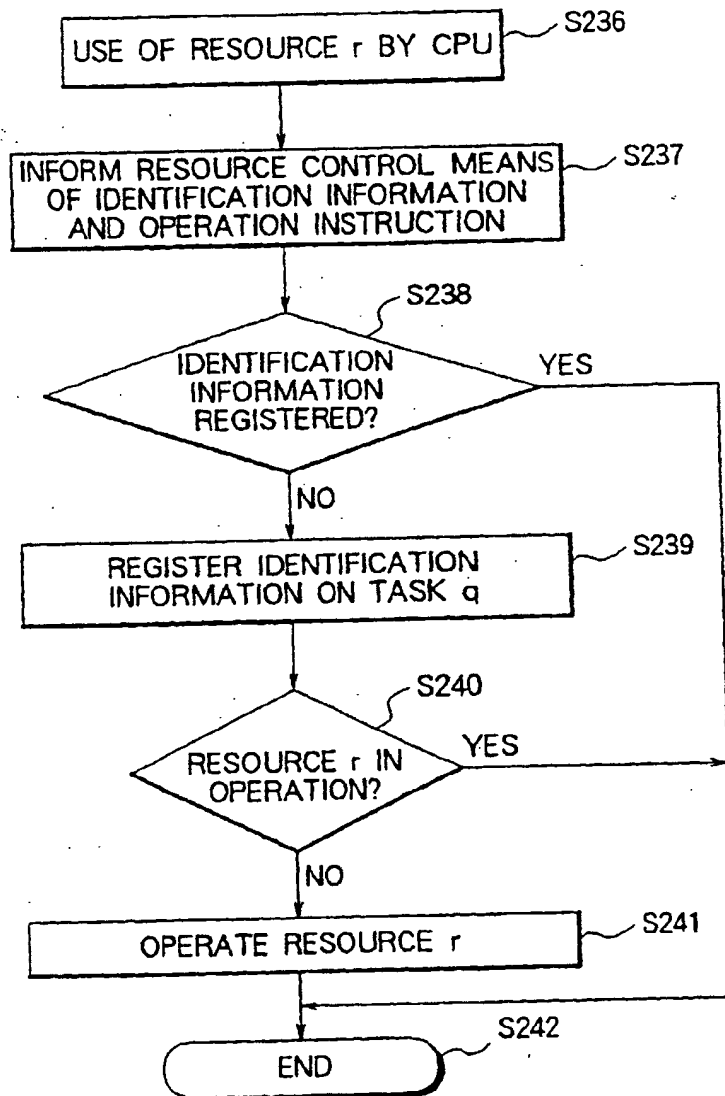 USE OF RESOURCE r BY CPU
S236
INFORM RESOURCE CONTROL MEANS
OF IDENTIFICATION INFORMATION
AND OPERATION INSTRUCTION
S237
S238
IDENTIFICATION
INFORMATION
REGISTERED?
YES
NO
REGISTER IDENTIFICATION
INFORMATION ON TASK q
S239
S240
RESOURCE r IN
OPERATION?
YES
NO
OPERATE RESOURCE r
S241
S242
END